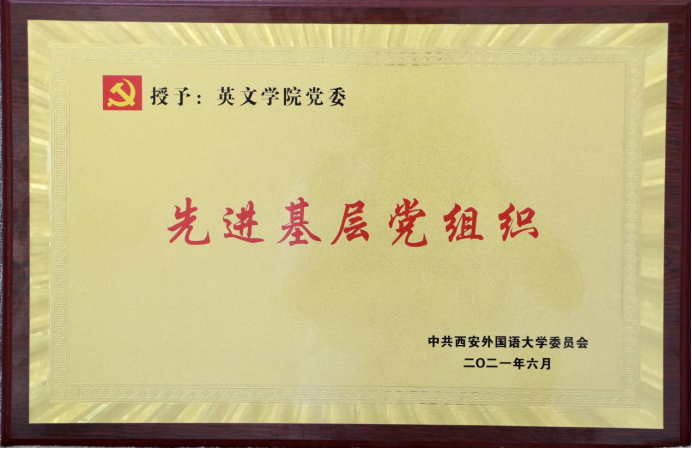 授予：英文学院党委
先进基层党组织
中共西安外国语大学委员会
二〇二一年六月